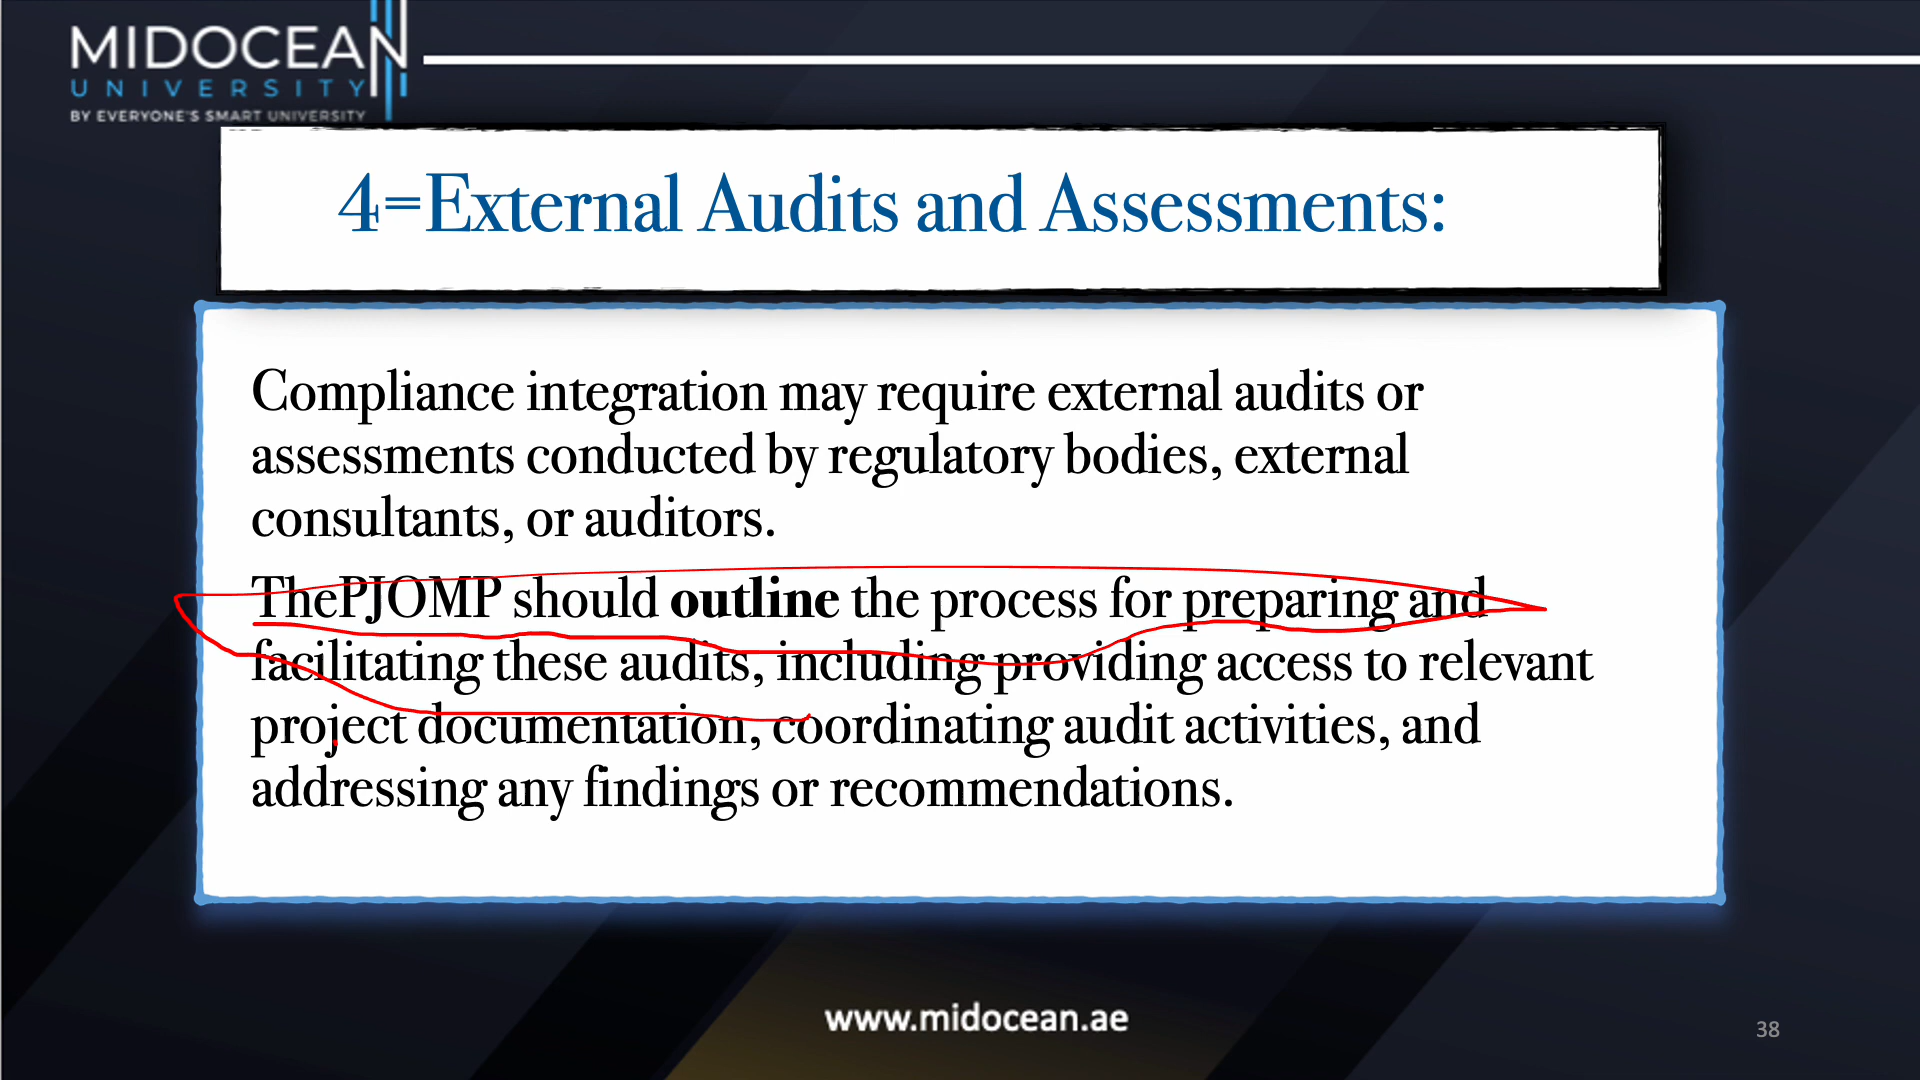 MIDOCEAN
UNIVERSITY
BY EVERYONE'S SMART UNIVERSITY
4=External Audits and Assessments:
Compliance integration may require external audits or
assessments conducted by regulatory bodies, external
consultants, or auditors.
ThePJOMP should outline the process for preparing and
facilitating these audits, including providing access to relevant
project documentation, coordinating audit activities, and
addressing any findings or recommendations.
www.midocean.ae
38